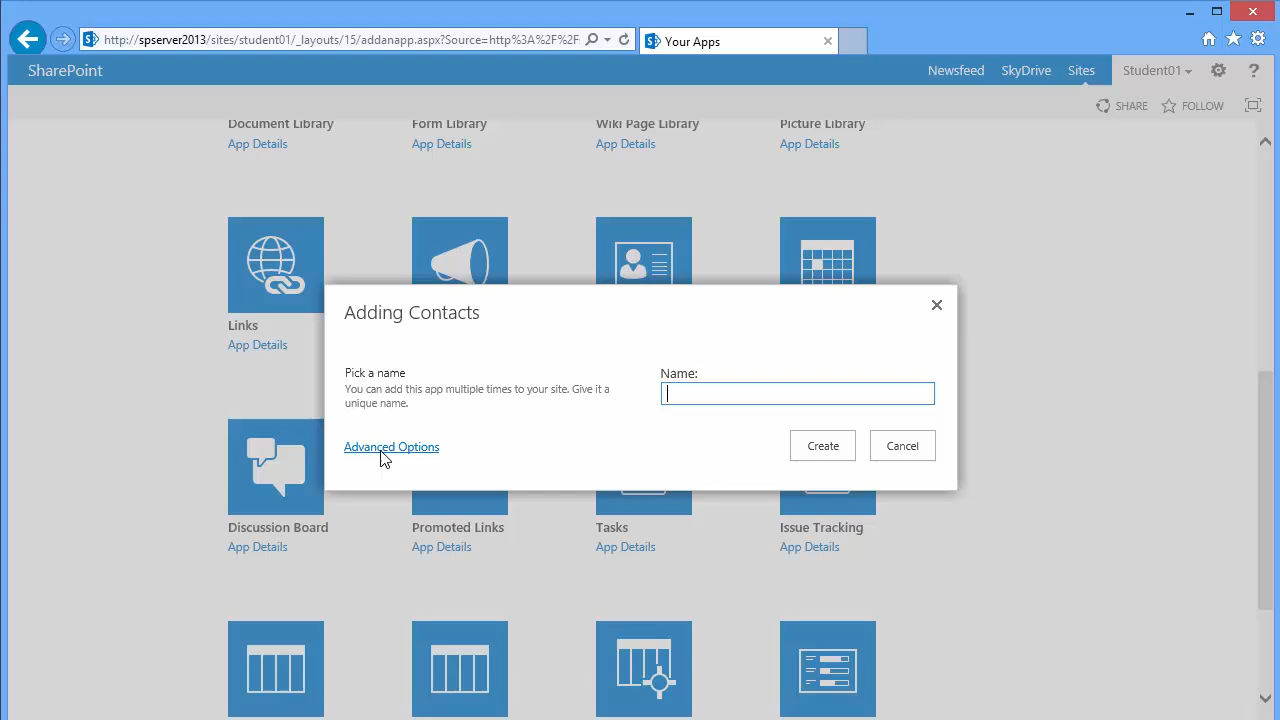 http://spserver2013/sites/student01/_layouts/15/addanapp.aspx?Source=http%3A%2F%2F
Your Apps
SharePoint
Newsfeed
SkyDrive
Sites
Student01
?
SHARE
FOLLOW
Document Library
Form Library
Wiki Page Library
Picture Library
App Details
App Details
App Details
App Details
Adding Contacts
Links
App Details
Pick a name
You can add this app multiple times to your site. Give it a
unique name.
Name:
Advanced Options
Create
Cancel
Discussion Board
Promoted Links
Tasks
Issue Tracking
App Details
App Details
App Details
App Details